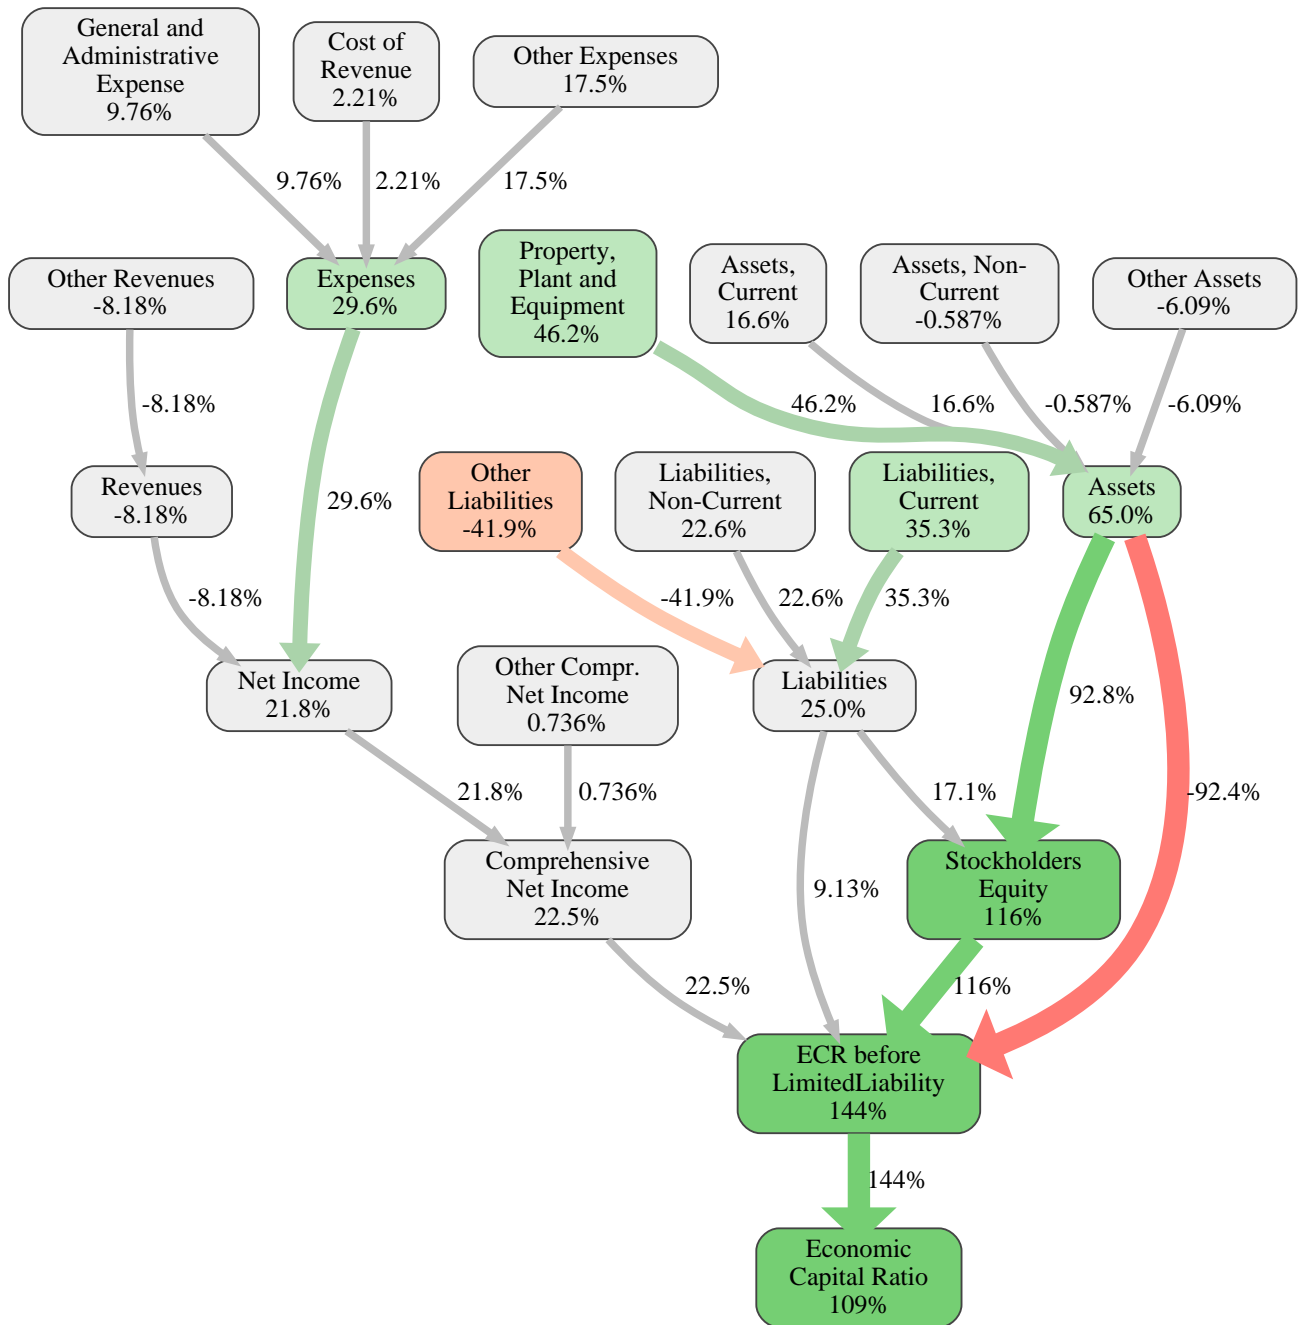 General and
Administrative
Expense
9.76%
Cost of
Revenue
2.21%
Other Expenses
17.5%
9.76%
2.21%
17.5%
Other Revenues
-8.18%
Expenses
29.6%
Property,
Plant and
Equipment
46.2%
Assets,
Current
16.6%
Assets, Non-
Current
-0.587%
Other Assets
-6.09%
-8.18%
46.2%
16.6%
-0.587%
-6.09%
Revenues
-8.18%
29.6%
Other
Liabilities
-41.9%
Liabilities,
Non-Current
22.6%
Liabilities,
Current
35.3%
Assets
65.0%
-8.18%
-41.9%
22.6%
35.3%
Net Income
21.8%
Other Compr.
Net Income
0.736%
Liabilities
25.0%
92.8%
21.8%
0.736%
17.1%
-92.4%
Comprehensive
Net Income
22.5%
9.13%
Stockholders
Equity
116%
22.5%
116%
ECR before
LimitedLiability
144%
144%
Economic
Capital Ratio
109%